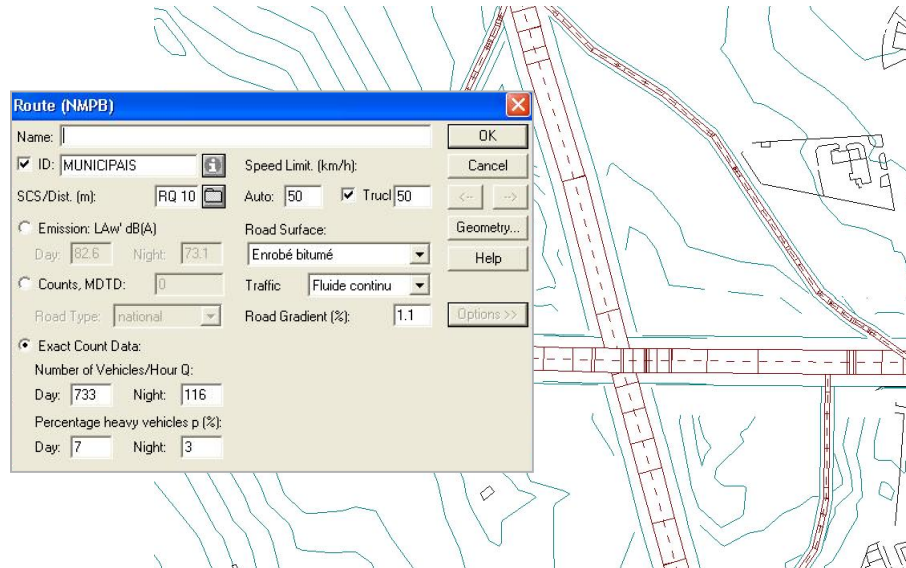 Route (NMPB)
Name:
OK
ID: MUNICIPAIS
Speed Limit. (km/h):
Cancel
SCS/Dist. (m): RQ 10
Auto: 50 Trucl 50
<-- -->
Emission: LAw' dB(A)
Road Surface:
Geometry...
Day: 82.6 Night: 73.1
Enrobé bitumé
Help
Counts, MDTD: 0
Traffic Fluide continu
Road Type: national
Road Gradient (%): 1.1
Options >>
Exact Count Data:
Number of Vehicles/Hour Q:
Day: 733 Night: 116
Percentage heavy vehicles p (%):
Day: 7 Night: 3